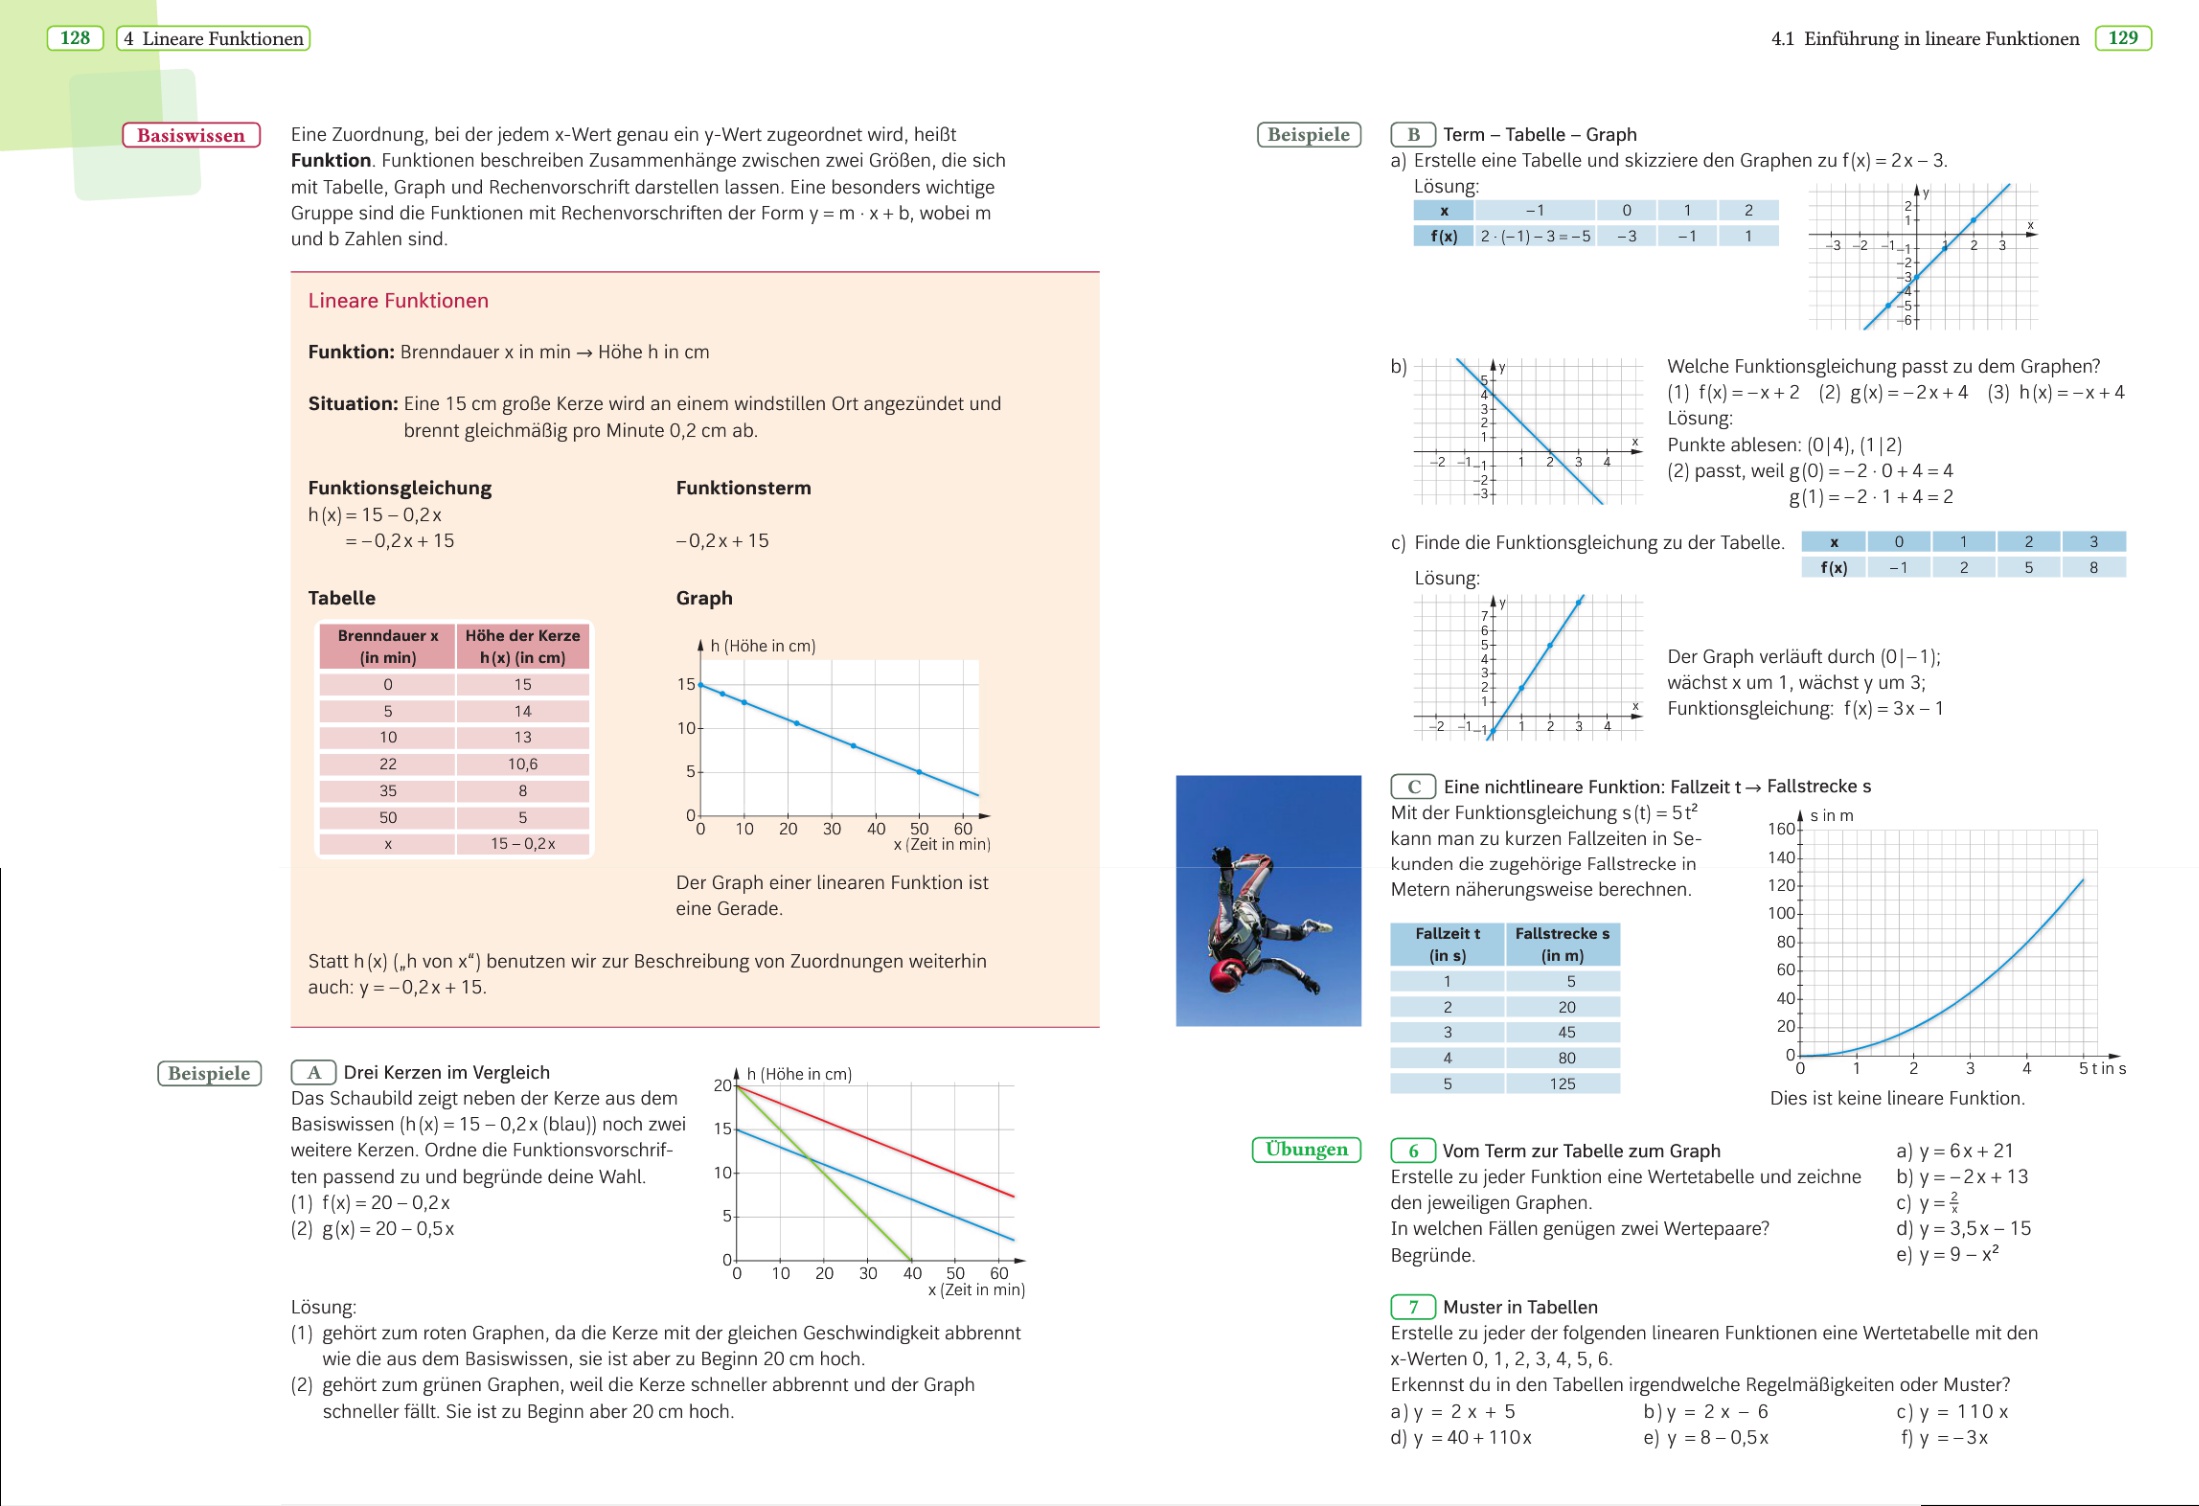 128
4 Lineare Funktionen
Basiswissen
Eine Zuordnung, bei der jedem x-Wert genau ein y-Wert zugeordnet wird, heißt
Funktion. Funktionen beschreiben Zusammenhänge zwischen zwei Größen, die sich
mit Tabelle, Graph und Rechenvorschrift darstellen lassen. Eine besonders wichtige
Gruppe sind die Funktionen mit Rechenvorschriften der Form y = m · x + b, wobei m
und b Zahlen sind.
Lineare Funktionen
Funktion: Brenndauer x in min → Höhe h in cm
Situation: Eine 15 cm große Kerze wird an einem windstillen Ort angezündet und
brennt gleichmäßig pro Minute 0,2 cm ab.
Funktionsgleichung
h(x) = 15 – 0,2x
= –0,2x + 15
Funktionsterm
–0,2x + 15
Tabelle
Brenndauer x (in min) Höhe der Kerze h(x) (in cm)
0 15
5 14
10 13
22 10,6
35 8
50 5
x 15 – 0,2x
Graph
h (Höhe in cm)
15
10
5
0
0 10 20 30 40 50 60
x (Zeit in min)
Der Graph einer linearen Funktion ist
eine Gerade.
Statt h(x) („h von x“) benutzen wir zur Beschreibung von Zuordnungen weiterhin
auch: y = –0,2x + 15.
Beispiele
A Drei Kerzen im Vergleich
Das Schaubild zeigt neben der Kerze aus dem
Basiswissen (h(x) = 15 – 0,2x (blau)) noch zwei
weitere Kerzen. Ordne die Funktionsvorschrif-
ten passend zu und begründe deine Wahl.
(1) f(x) = 20 – 0,2x
(2) g(x) = 20 – 0,5x
h (Höhe in cm)
20
15
10
5
0
0 10 20 30 40 50 60
x (Zeit in min)
Lösung:
(1) gehört zum roten Graphen, da die Kerze mit der gleichen Geschwindigkeit abbrennt
wie die aus dem Basiswissen, sie ist aber zu Beginn 20 cm hoch.
(2) gehört zum grünen Graphen, weil die Kerze schneller abbrennt und der Graph
schneller fällt. Sie ist zu Beginn aber 20 cm hoch.
4.1 Einführung in lineare Funktionen
129
Beispiele
B Term – Tabelle – Graph
a) Erstelle eine Tabelle und skizziere den Graphen zu f(x) = 2x – 3.
Lösung:
x –1 0 1 2
f(x) 2 · (–1) – 3 = –5 –3 –1 1
y
2
1
x
–3 –2 –1 1 2 3
–1
–2
–3
–4
–5
–6
b)
y
5
4
3
2
1
x
–2 –1 1 2 3 4
–1
–2
–3
Welche Funktionsgleichung passt zu dem Graphen?
(1) f(x) = –x + 2 (2) g(x) = –2x + 4 (3) h(x) = –x + 4
Lösung:
Punkte ablesen: (0|4), (1|2)
(2) passt, weil g(0) = –2 · 0 + 4 = 4
g(1) = –2 · 1 + 4 = 2
c) Finde die Funktionsgleichung zu der Tabelle.
x 0 1 2 3
f(x) –1 2 5 8
Lösung:
y
7
6
5
4
3
2
1
x
–2 –1 1 2 3 4
–1
Der Graph verläuft durch (0|–1);
wächst x um 1, wächst y um 3;
Funktionsgleichung: f(x) = 3x – 1
C Eine nichtlineare Funktion: Fallzeit t → Fallstrecke s
Mit der Funktionsgleichung s(t) = 5t²
kann man zu kurzen Fallzeiten in Se-
kunden die zugehörige Fallstrecke in
Metern näherungsweise berechnen.
Fallzeit t (in s) Fallstrecke s (in m)
1 5
2 20
3 45
4 80
5 125
s in m
160
140
120
100
80
60
40
20
0
0 1 2 3 4 5 t in s
Dies ist keine lineare Funktion.
Übungen
6 Vom Term zur Tabelle zum Graph
Erstelle zu jeder Funktion eine Wertetabelle und zeichne
den jeweiligen Graphen.
In welchen Fällen genügen zwei Wertepaare?
Begründe.
a) y = 6x + 21
b) y = –2x + 13
c) y = 2/x
d) y = 3,5x – 15
e) y = 9 – x²
7 Muster in Tabellen
Erstelle zu jeder der folgenden linearen Funktionen eine Wertetabelle mit den
x-Werten 0, 1, 2, 3, 4, 5, 6.
Erkennst du in den Tabellen irgendwelche Regelmäßigkeiten oder Muster?
a) y = 2x + 5 b) y = 2x – 6 c) y = 110x
d) y = 40 + 110x e) y = 8 – 0,5x f) y = –3x